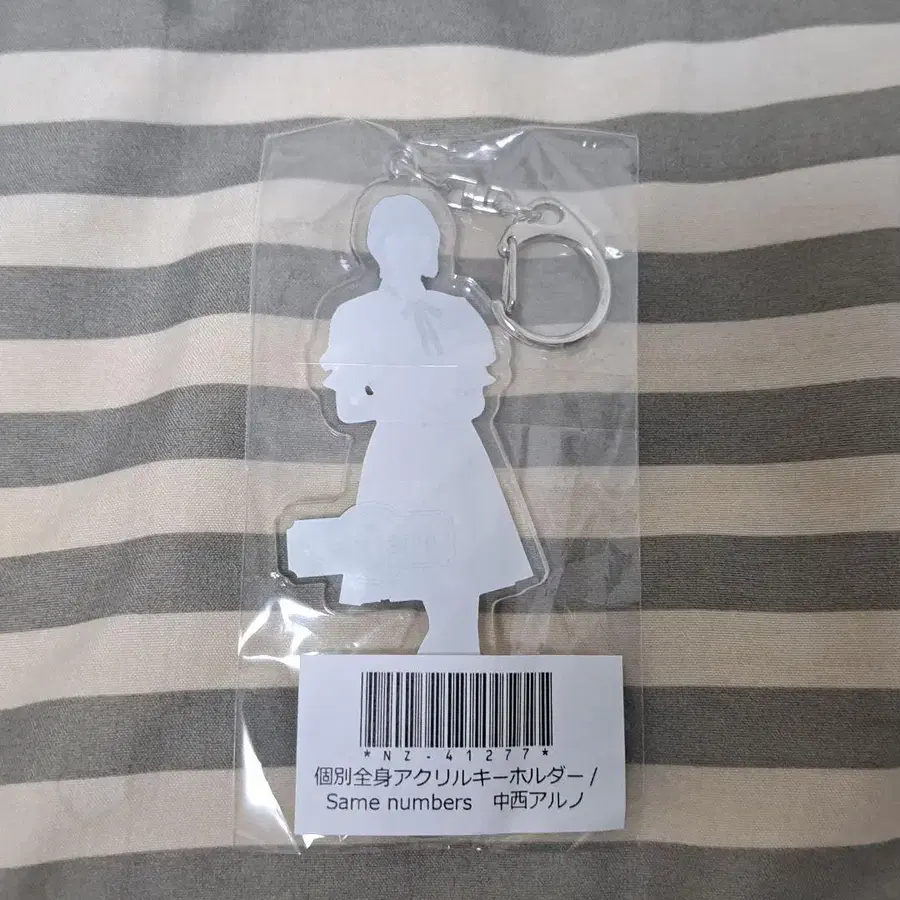 *NZ-41277*
個別全身アクリルキーホルダー /
Same numbers　中西アルノ